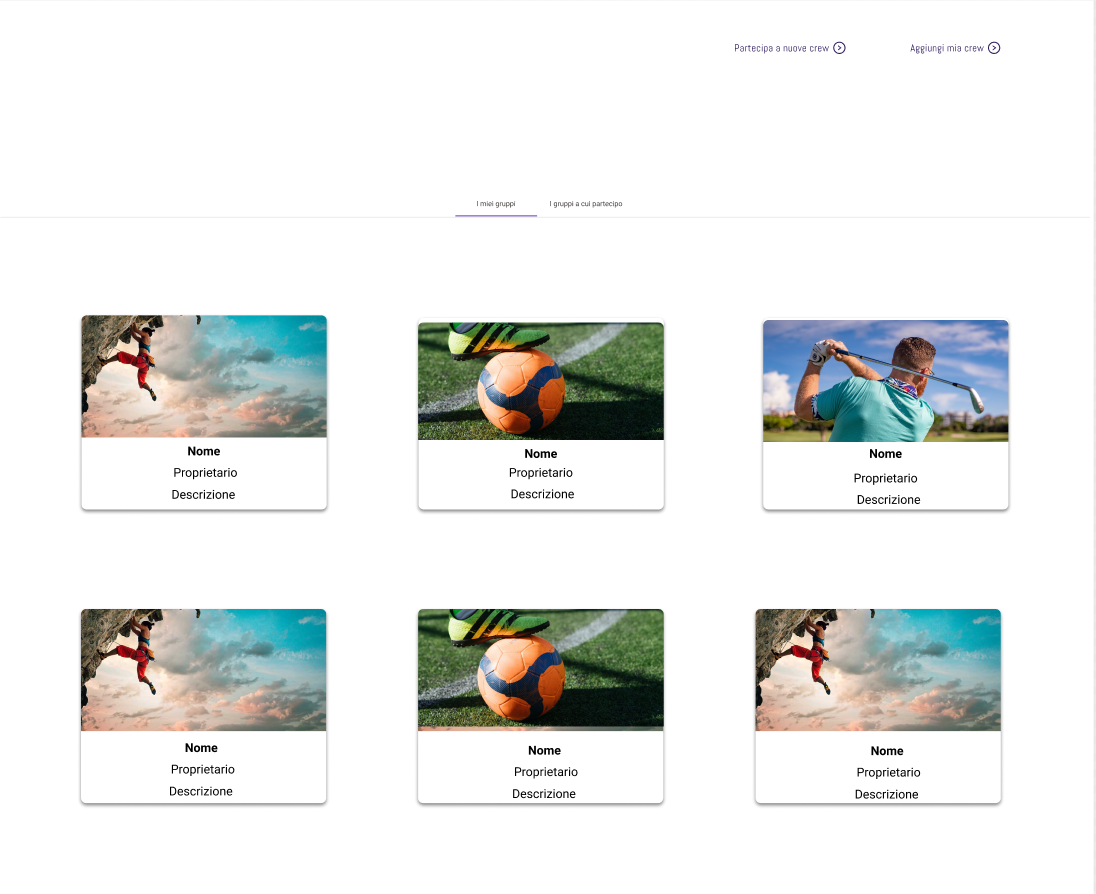 Partecipa a nuove crew
Aggiungi mia crew
I miei gruppi
I gruppi a cui partecipo
Nome
Proprietario
Descrizione
Nome
Proprietario
Descrizione
Nome
Proprietario
Descrizione
Nome
Proprietario
Descrizione
Nome
Proprietario
Descrizione
Nome
Proprietario
Descrizione